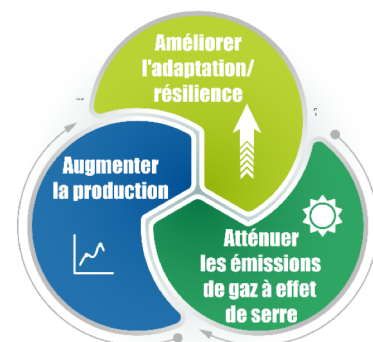 Améliorer
l'adaptation/
résilience
Augmenter
la production
Atténuer
les émissions
de gaz à effet
de serre